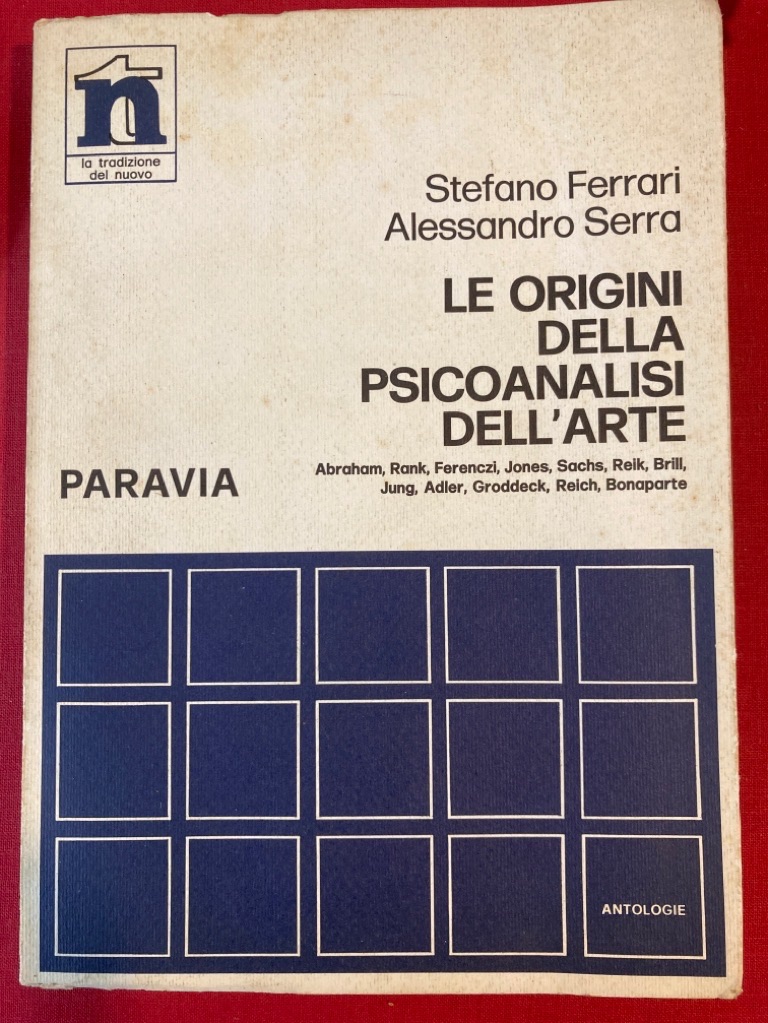 tn
la tradizione
del nuovo
Stefano Ferrari
Alessandro Serra
LE ORIGINI
DELLA
PSICOANALISI
DELL'ARTE
Abraham, Rank, Ferenczi, Jones, Sachs, Reik, Brill,
Jung, Adler, Groddeck, Reich, Bonaparte
PARAVIA
ANTOLOGIE